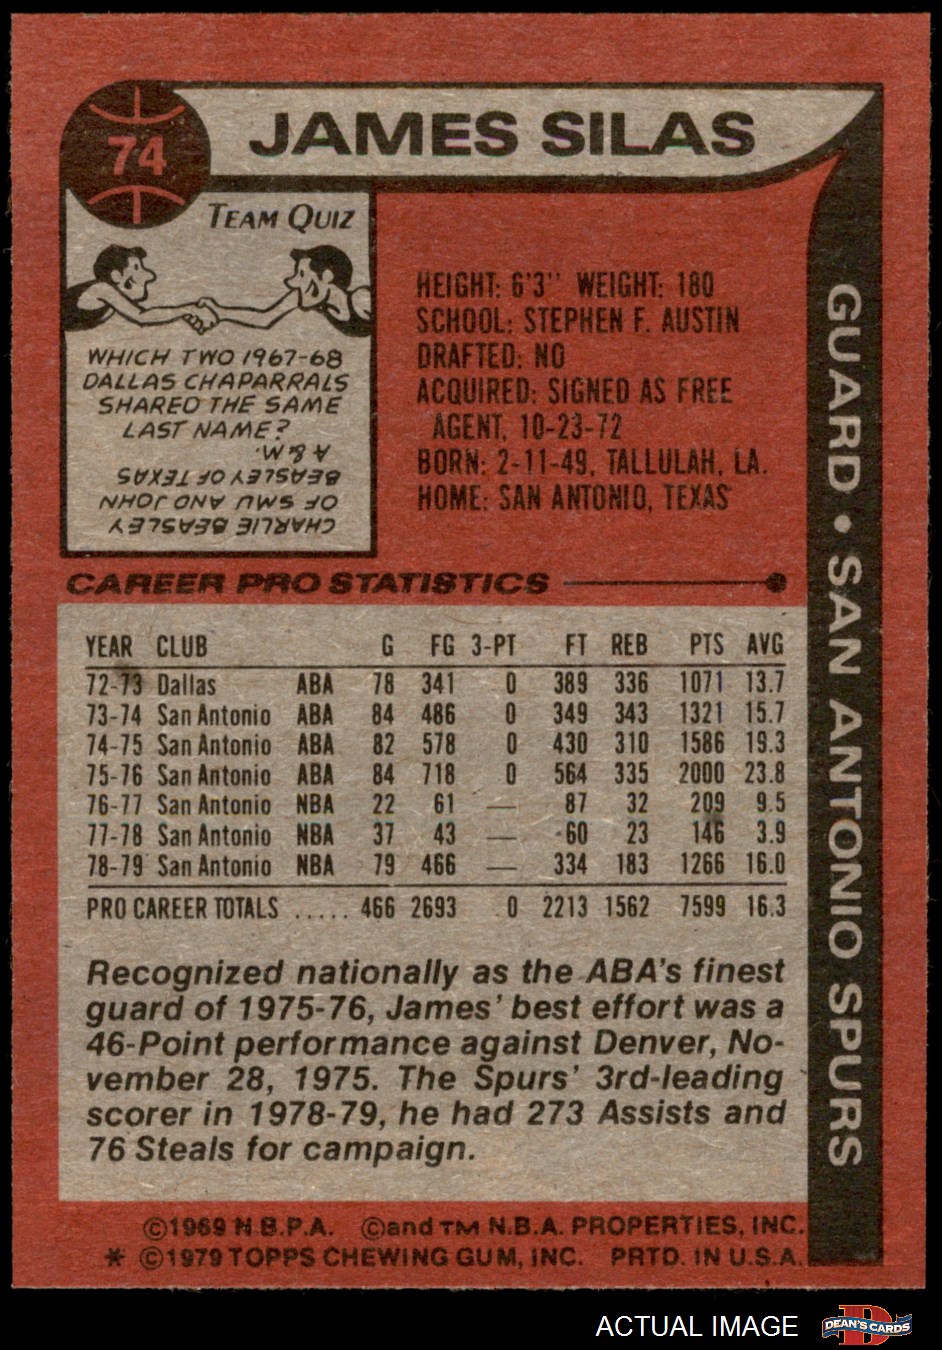 74
JAMES SILAS
TEAM QUIZ
WHICH TWO 1967-68
DALLAS CHAPARRALS
SHARED THE SAME
LAST NAME?
CHARLIE BEASLEY
OF SMU AND JOHN
BEASLEY OF TEXAS
A & M.
HEIGHT: 6'3" WEIGHT: 180
SCHOOL: STEPHEN F. AUSTIN
DRAFTED: NO
ACQUIRED: SIGNED AS FREE
AGENT, 10-23-72
BORN: 2-11-49, TALLULAH, LA.
HOME: SAN ANTONIO, TEXAS
GUARD • SAN ANTONIO SPURS
CAREER PRO STATISTICS
YEAR CLUB G FG 3-PT FT REB PTS AVG
72-73 Dallas ABA 78 341 0 389 336 1071 13.7
73-74 San Antonio ABA 84 486 0 349 343 1321 15.7
74-75 San Antonio ABA 82 578 0 430 310 1586 19.3
75-76 San Antonio ABA 84 718 0 564 335 2000 23.8
76-77 San Antonio NBA 22 61 — 87 32 209 9.5
77-78 San Antonio NBA 37 43 — 60 23 146 3.9
78-79 San Antonio NBA 79 466 — 334 183 1266 16.0
PRO CAREER TOTALS ..... 466 2693 0 2213 1562 7599 16.3
Recognized nationally as the ABA's finest
guard of 1975-76, James' best effort was a
46-Point performance against Denver, No-
vember 28, 1975. The Spurs' 3rd-leading
scorer in 1978-79, he had 273 Assists and
76 Steals for campaign.
©1969 N.B.P.A. ©and TM N.B.A. PROPERTIES, INC.
* ©1979 TOPPS CHEWING GUM, INC. PRTD. IN U.S.A.
ACTUAL IMAGE
D
DEAN'S CARDS